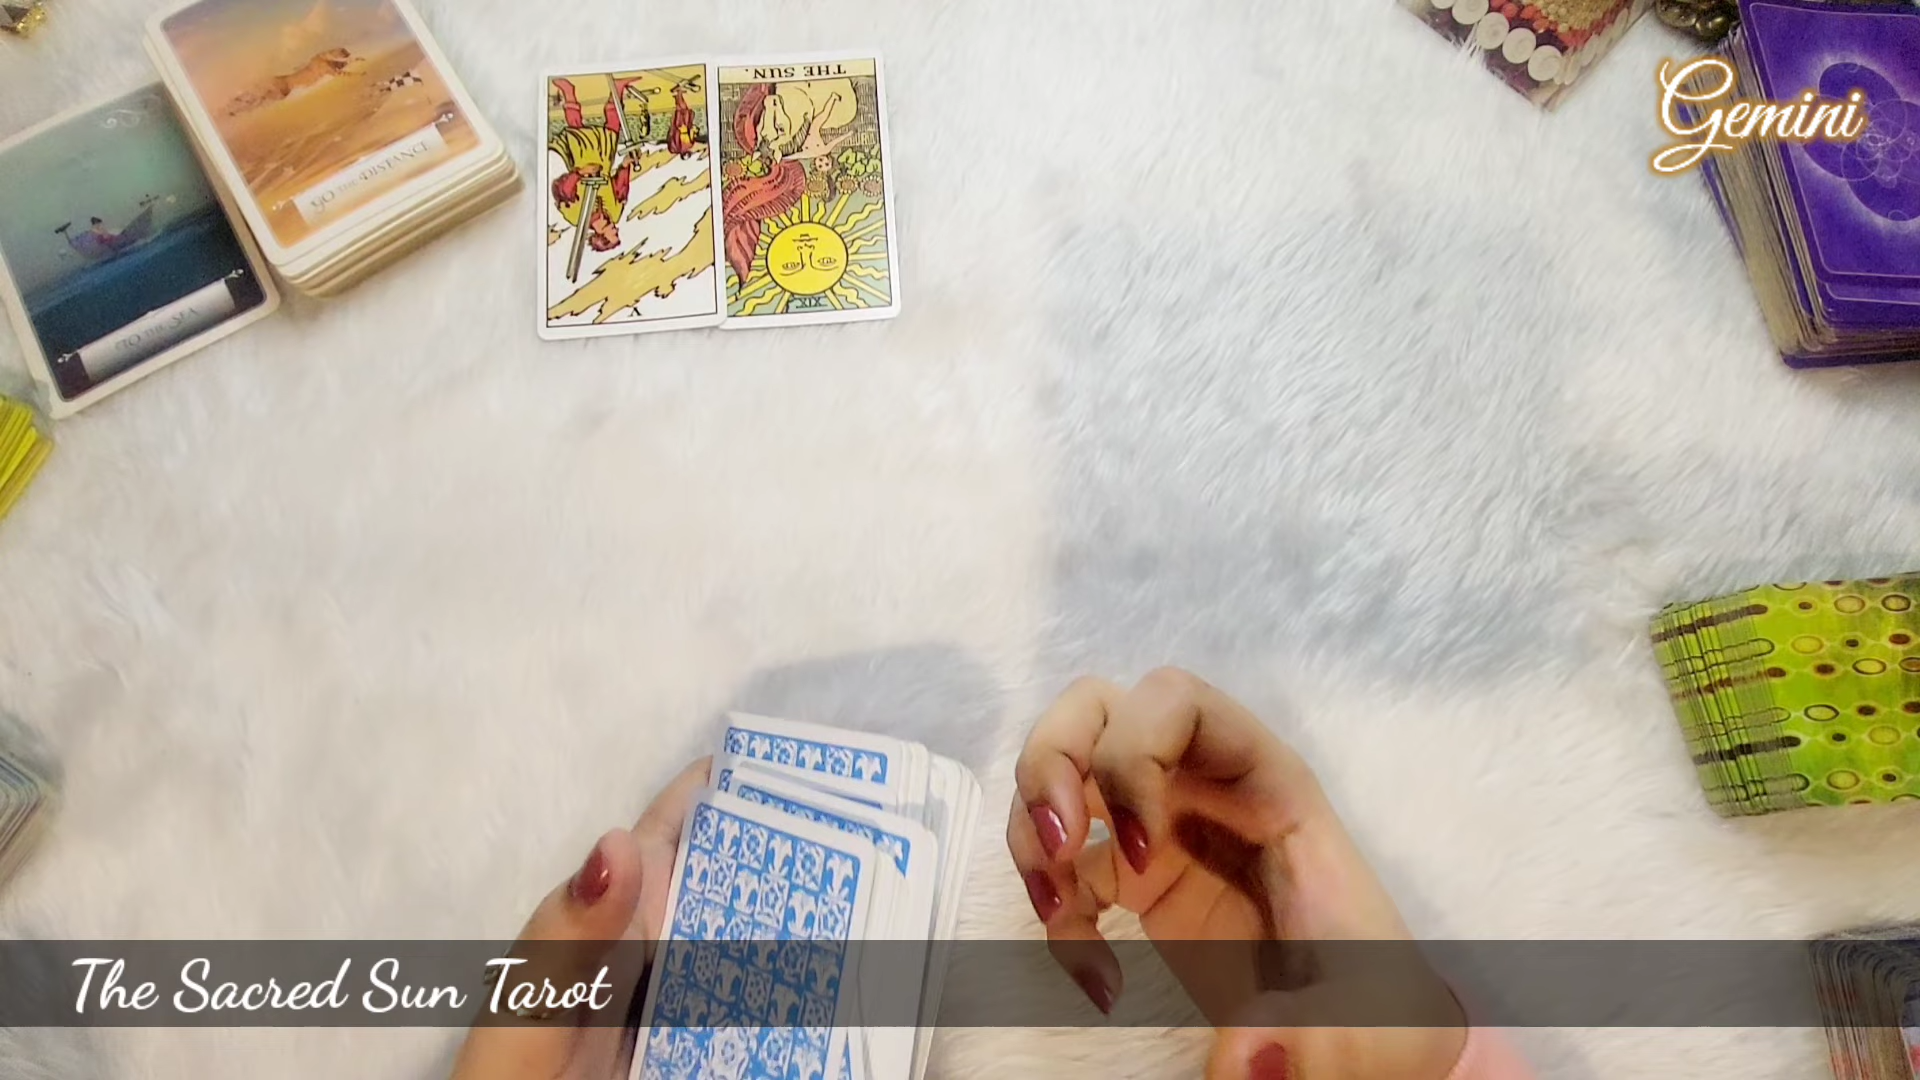 GO THE DISTANCE
TO THE SEA
THE SUN.
XIX
V
Gemini
The Sacred Sun Tarot